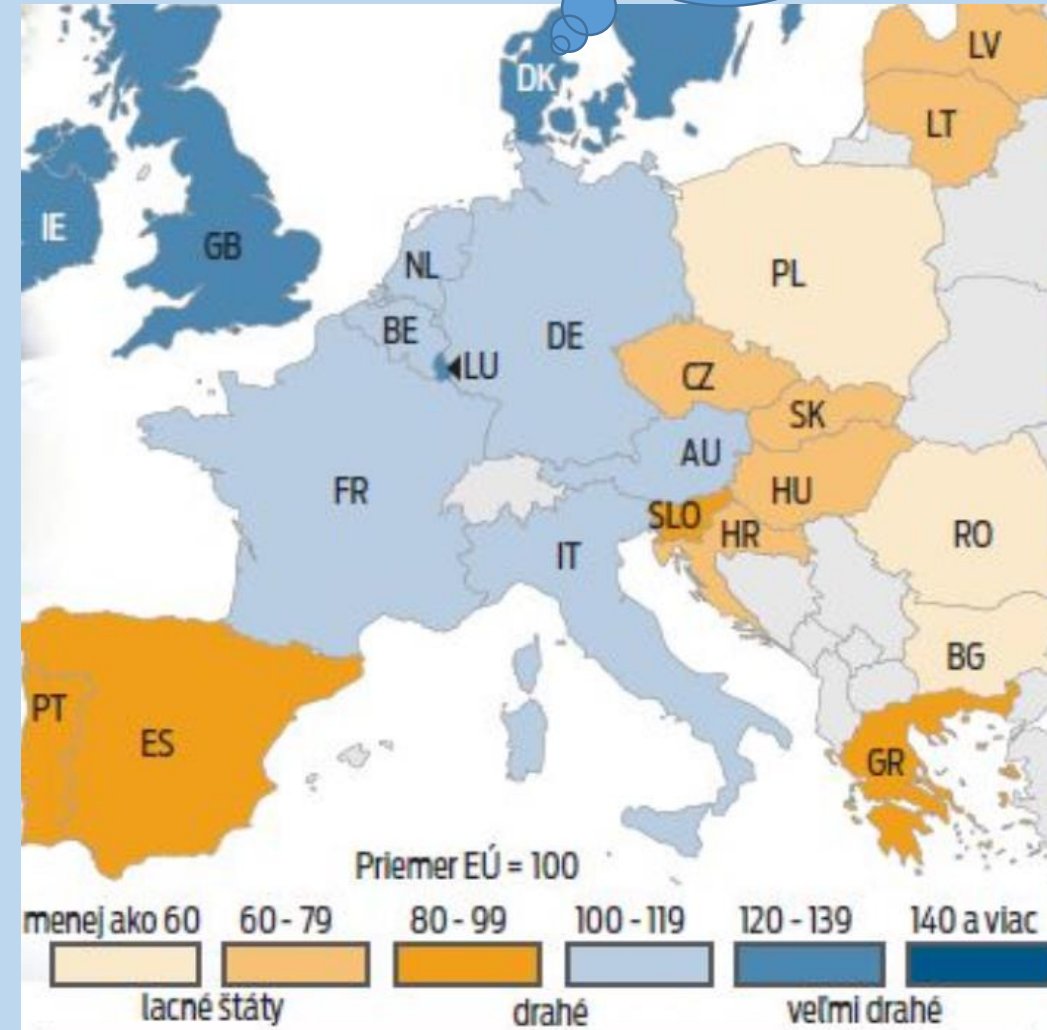 LV
DK
LT
IE
GB
NL
PL
BE
DE
LU
CZ
SK
AU
FR
HU
SLO
HR
RO
IT
BG
PT
ES
GR
Priemer EÚ = 100
menej ako 60 60 - 79 80 - 99 100 - 119 120 - 139 140 a viac
lacné štáty drahé veľmi drahé